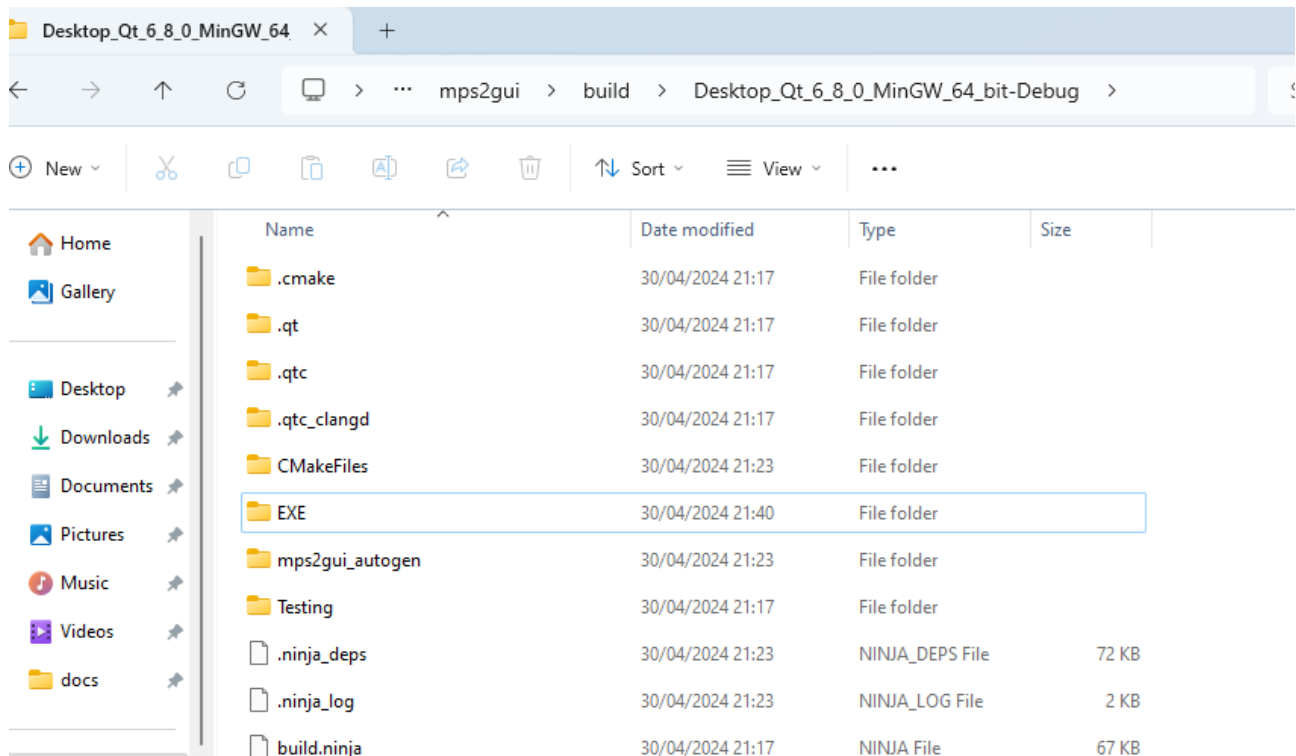 Desktop_Qt_6_8_0_MinGW_64_
mps2gui > build > Desktop_Qt_6_8_0_MinGW_64_bit-Debug >
New Sort View
Name Date modified Type Size
Home
Gallery
Desktop
Downloads
Documents
Pictures
Music
Videos
docs
.cmake 30/04/2024 21:17 File folder
.qt 30/04/2024 21:17 File folder
.qtc 30/04/2024 21:17 File folder
.qtc_clangd 30/04/2024 21:17 File folder
CMakeFiles 30/04/2024 21:23 File folder
EXE 30/04/2024 21:40 File folder
mps2gui_autogen 30/04/2024 21:23 File folder
Testing 30/04/2024 21:17 File folder
.ninja_deps 30/04/2024 21:23 NINJA_DEPS File 72 KB
.ninja_log 30/04/2024 21:23 NINJA_LOG File 2 KB
build.ninja 30/04/2024 21:17 NINJA File 67 KB